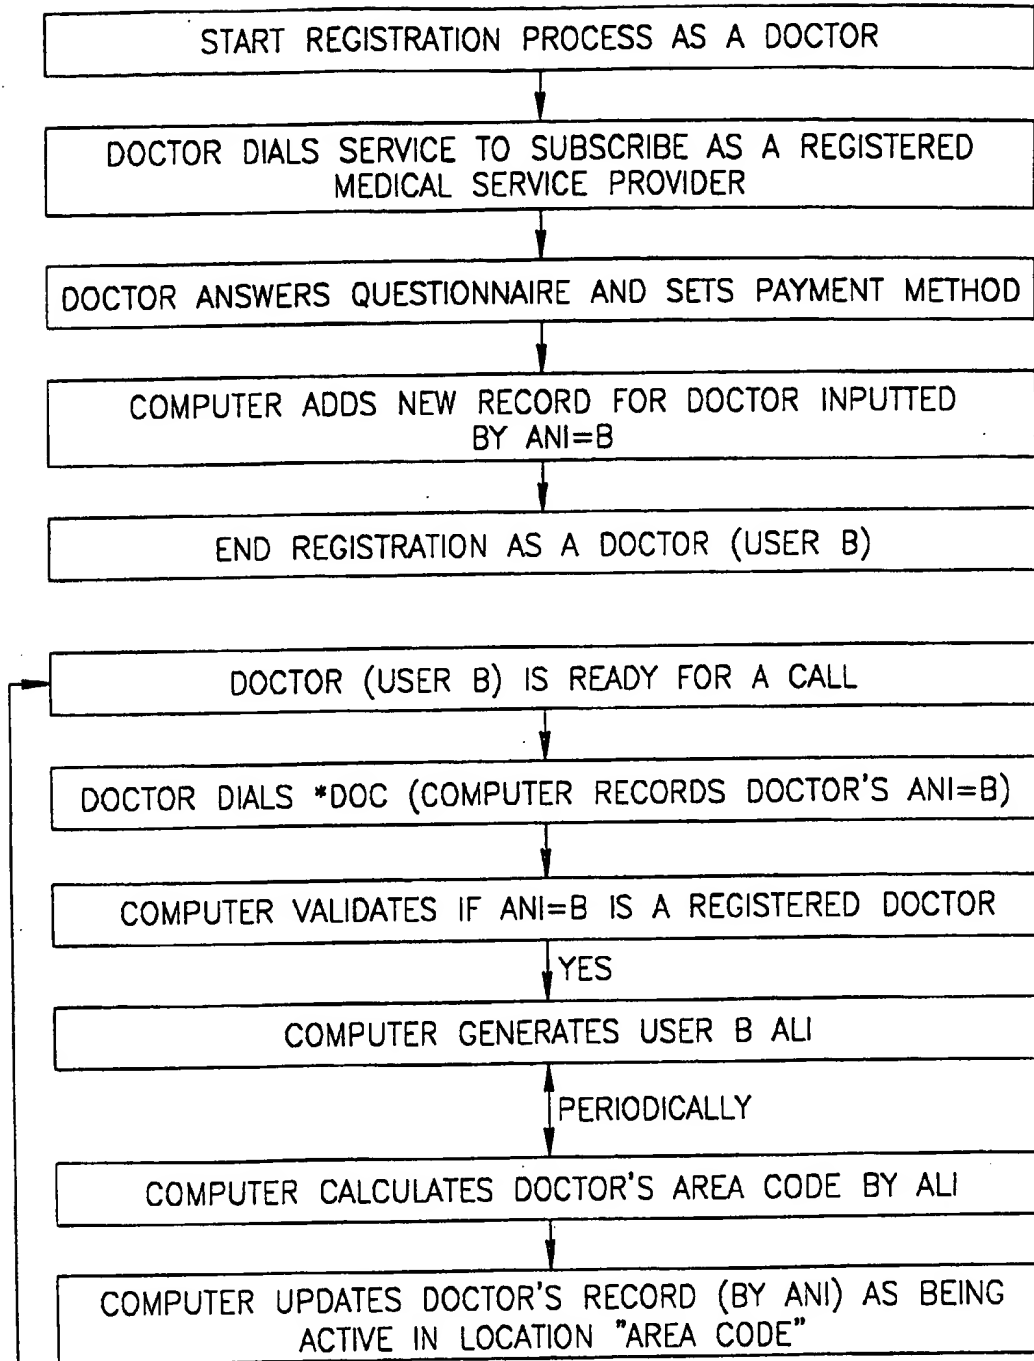 START REGISTRATION PROCESS AS A DOCTOR
DOCTOR DIALS SERVICE TO SUBSCRIBE AS A REGISTERED
MEDICAL SERVICE PROVIDER
DOCTOR ANSWERS QUESTIONNAIRE AND SETS PAYMENT METHOD
COMPUTER ADDS NEW RECORD FOR DOCTOR INPUTTED
BY ANI=B
END REGISTRATION AS A DOCTOR (USER B)
DOCTOR (USER B) IS READY FOR A CALL
DOCTOR DIALS *DOC (COMPUTER RECORDS DOCTOR'S ANI=B)
COMPUTER VALIDATES IF ANI=B IS A REGISTERED DOCTOR
YES
COMPUTER GENERATES USER B ALI
PERIODICALLY
COMPUTER CALCULATES DOCTOR'S AREA CODE BY ALI
COMPUTER UPDATES DOCTOR'S RECORD (BY ANI) AS BEING
ACTIVE IN LOCATION "AREA CODE"